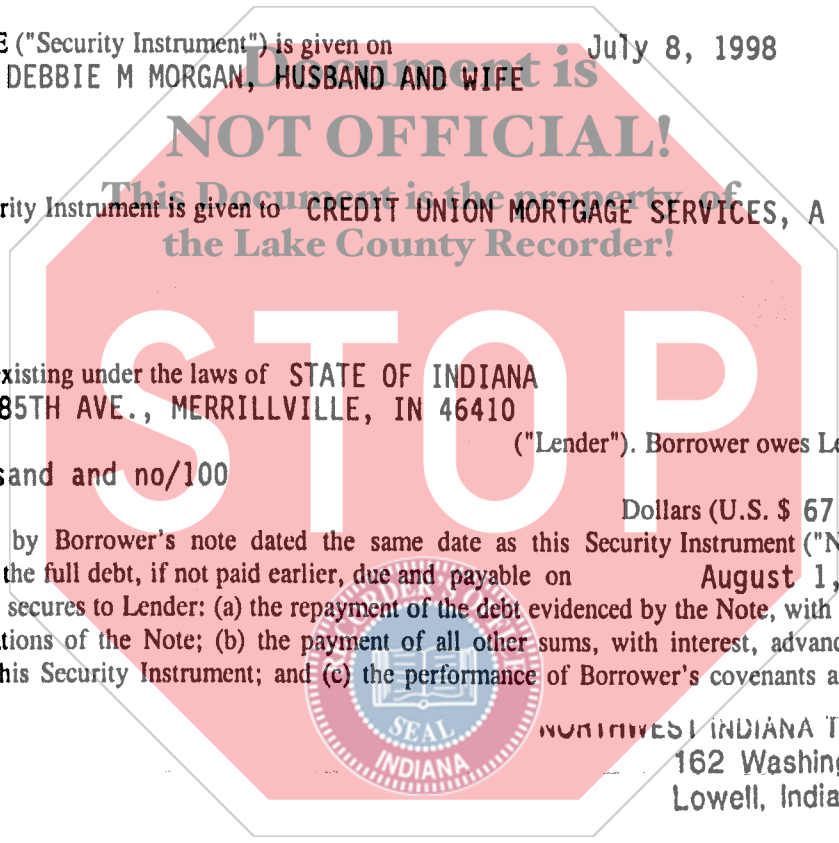 E ("Security Instrument") is given on July 8, 1998
DEBBIE M MORGAN, HUSBAND AND WIFE
Document is
NOT OFFICIAL!
This Document is the property of
the Lake County Recorder!
rity Instrument is given to CREDIT UNION MORTGAGE SERVICES, A
STOP
xisting under the laws of STATE OF INDIANA
85TH AVE., MERRILLVILLE, IN 46410
("Lender"). Borrower owes Le
sand and no/100
Dollars (U.S. $ 67
by Borrower's note dated the same date as this Security Instrument ("N
the full debt, if not paid earlier, due and payable on August 1,
secures to Lender: (a) the repayment of the debt evidenced by the Note, with
tions of the Note; (b) the payment of all other sums, with interest, advanc
his Security Instrument; and (c) the performance of Borrower's covenants a
RECORDER'S OFFICE
SEAL
INDIANA
NORTHWEST INDIANA T
162 Washing
Lowell, India